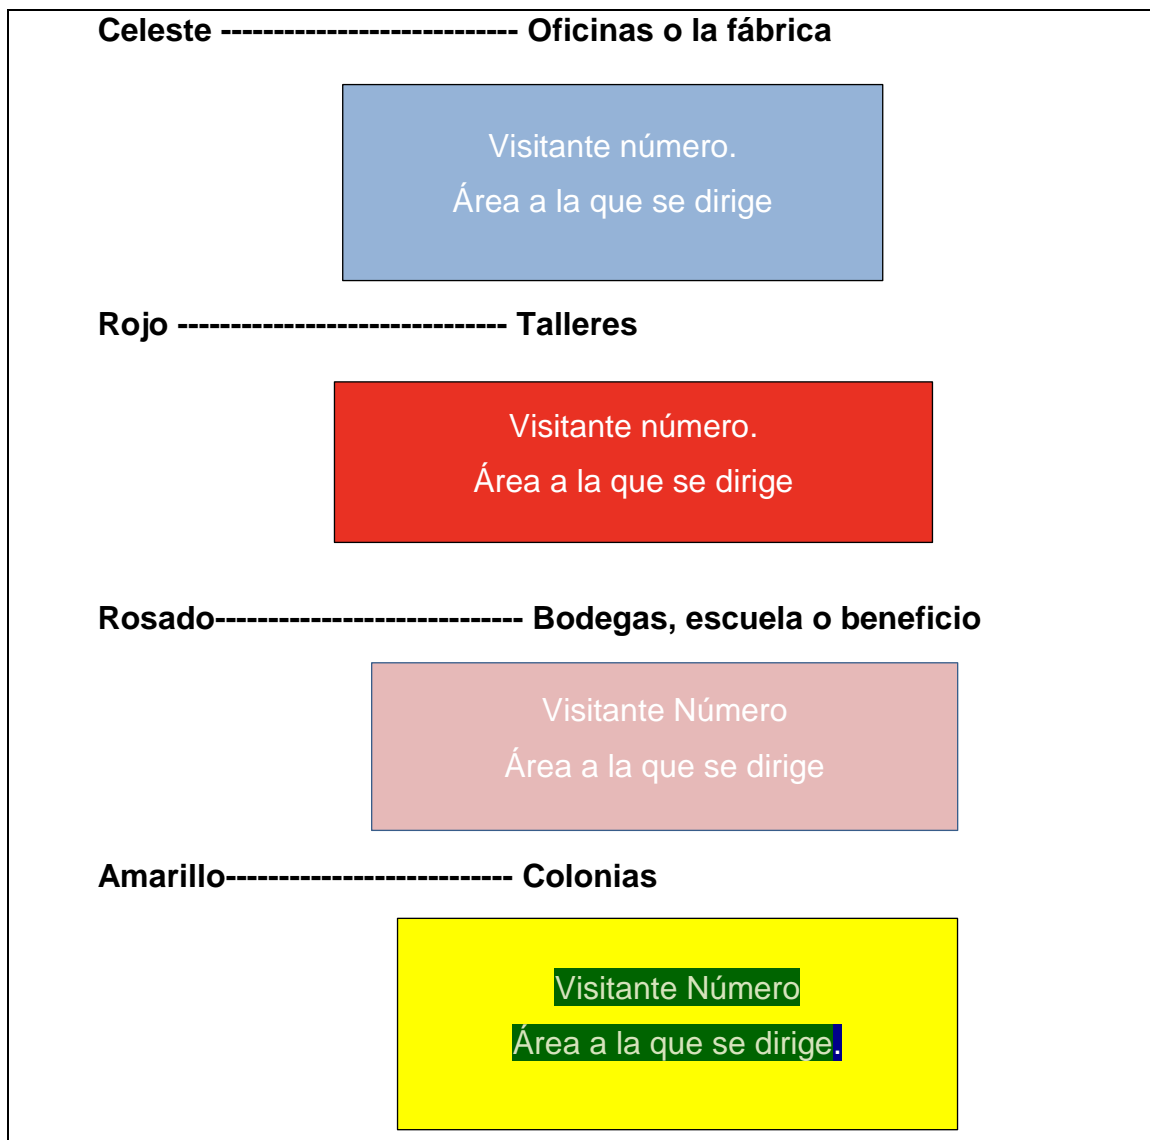 Celeste ---------------------------- Oficinas o la fábrica
Visitante número.
Área a la que se dirige
Rojo ------------------------------- Talleres
Visitante número.
Área a la que se dirige
Rosado----------------------------- Bodegas, escuela o beneficio
Visitante Número
Área a la que se dirige
Amarillo--------------------------- Colonias
Visitante Número
Área a la que se dirige.